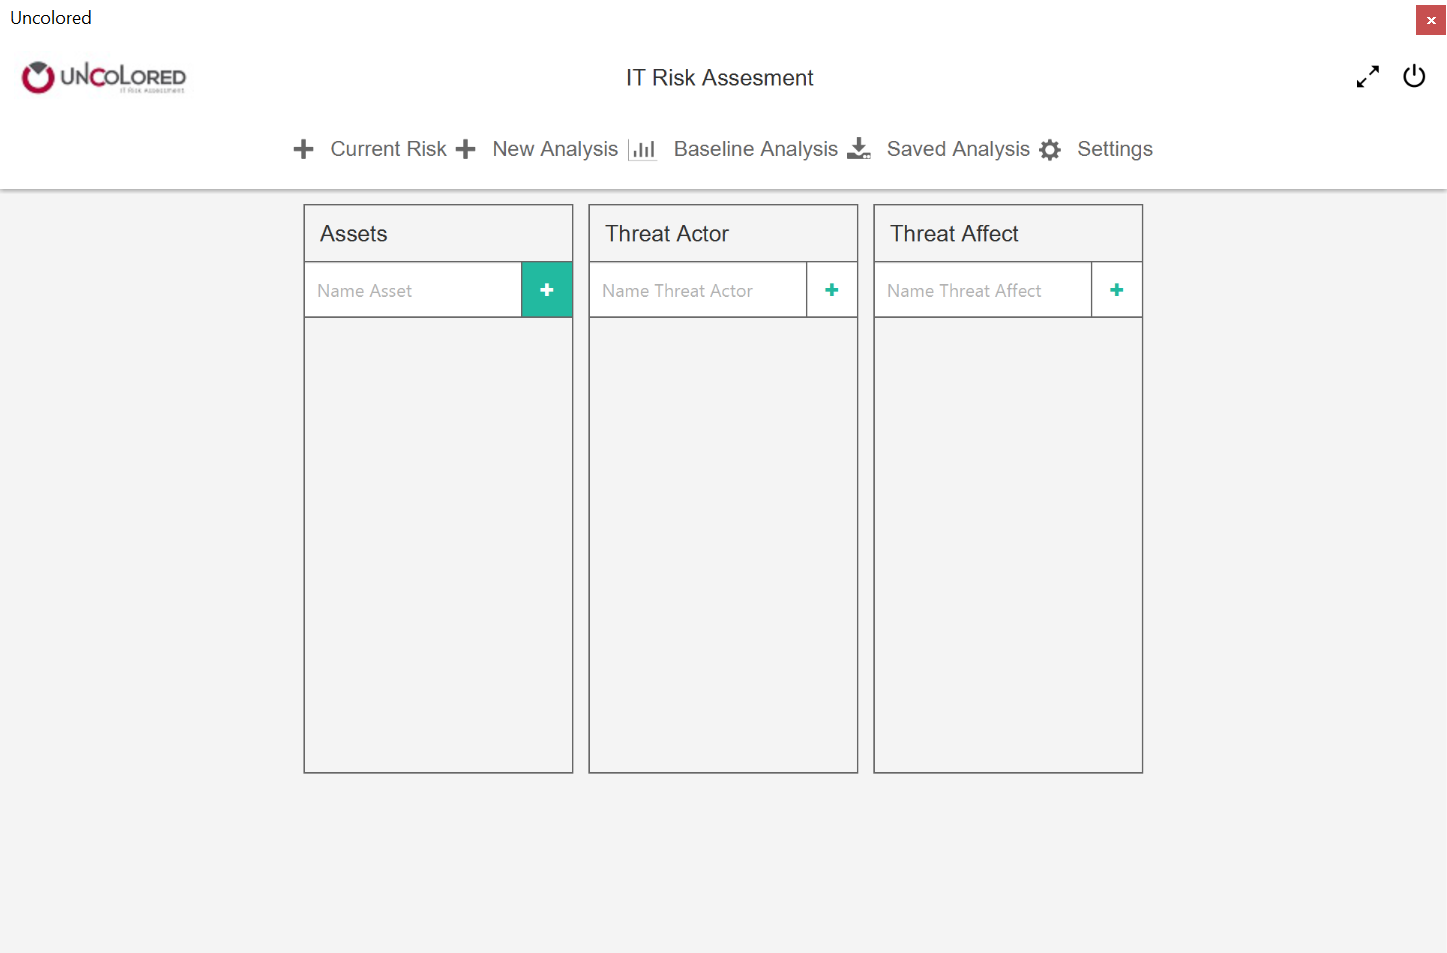 Uncolored
UNCOLORED
IT Risk Assessment
IT Risk Assesment
Current Risk New Analysis Baseline Analysis Saved Analysis Settings
Assets Threat Actor Threat Affect
Name Asset Name Threat Actor Name Threat Affect